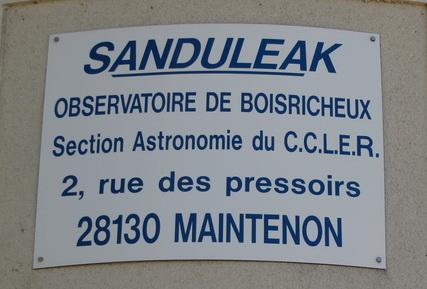 SANDULEAK
OBSERVATOIRE DE BOISRICHEUX
Section Astronomie du C.C.L.E.R.
2, rue des pressoirs
28130 MAINTENON